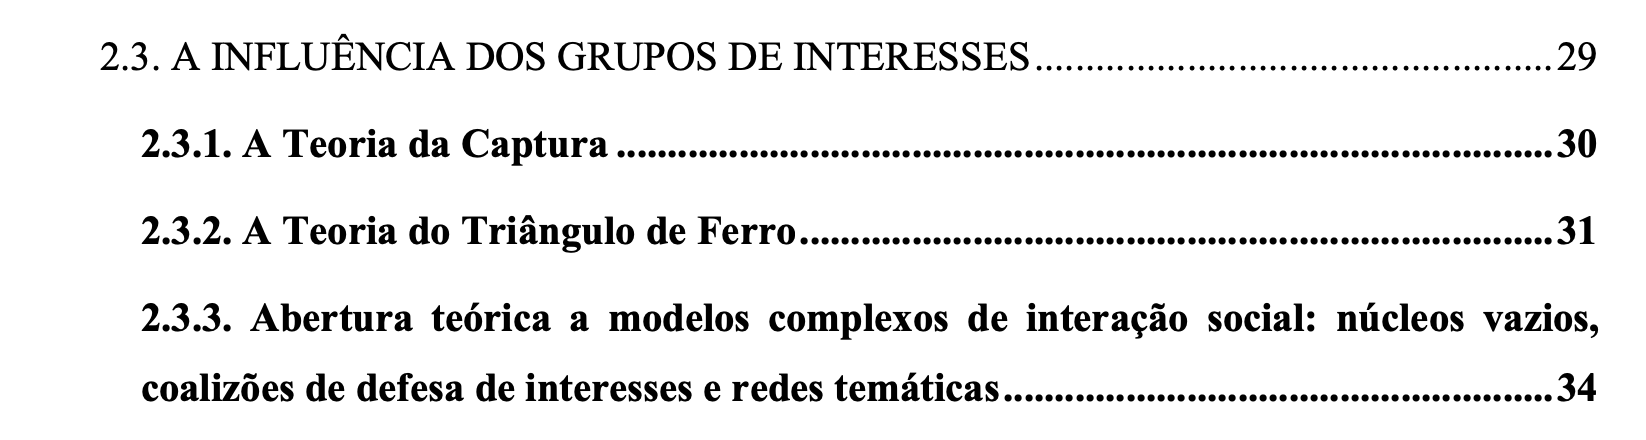 2.3. A INFLUÊNCIA DOS GRUPOS DE INTERESSES..................................................29
2.3.1. A Teoria da Captura ............................................................................................30
2.3.2. A Teoria do Triângulo de Ferro..........................................................................31
2.3.3. Abertura teórica a modelos complexos de interação social: núcleos vazios,
coalizões de defesa de interesses e redes temáticas......................................................34